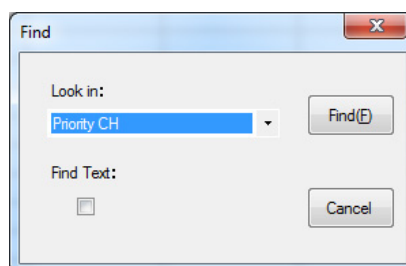 Find
Look in:
Priority CH
Find(F)
Find Text:
Cancel